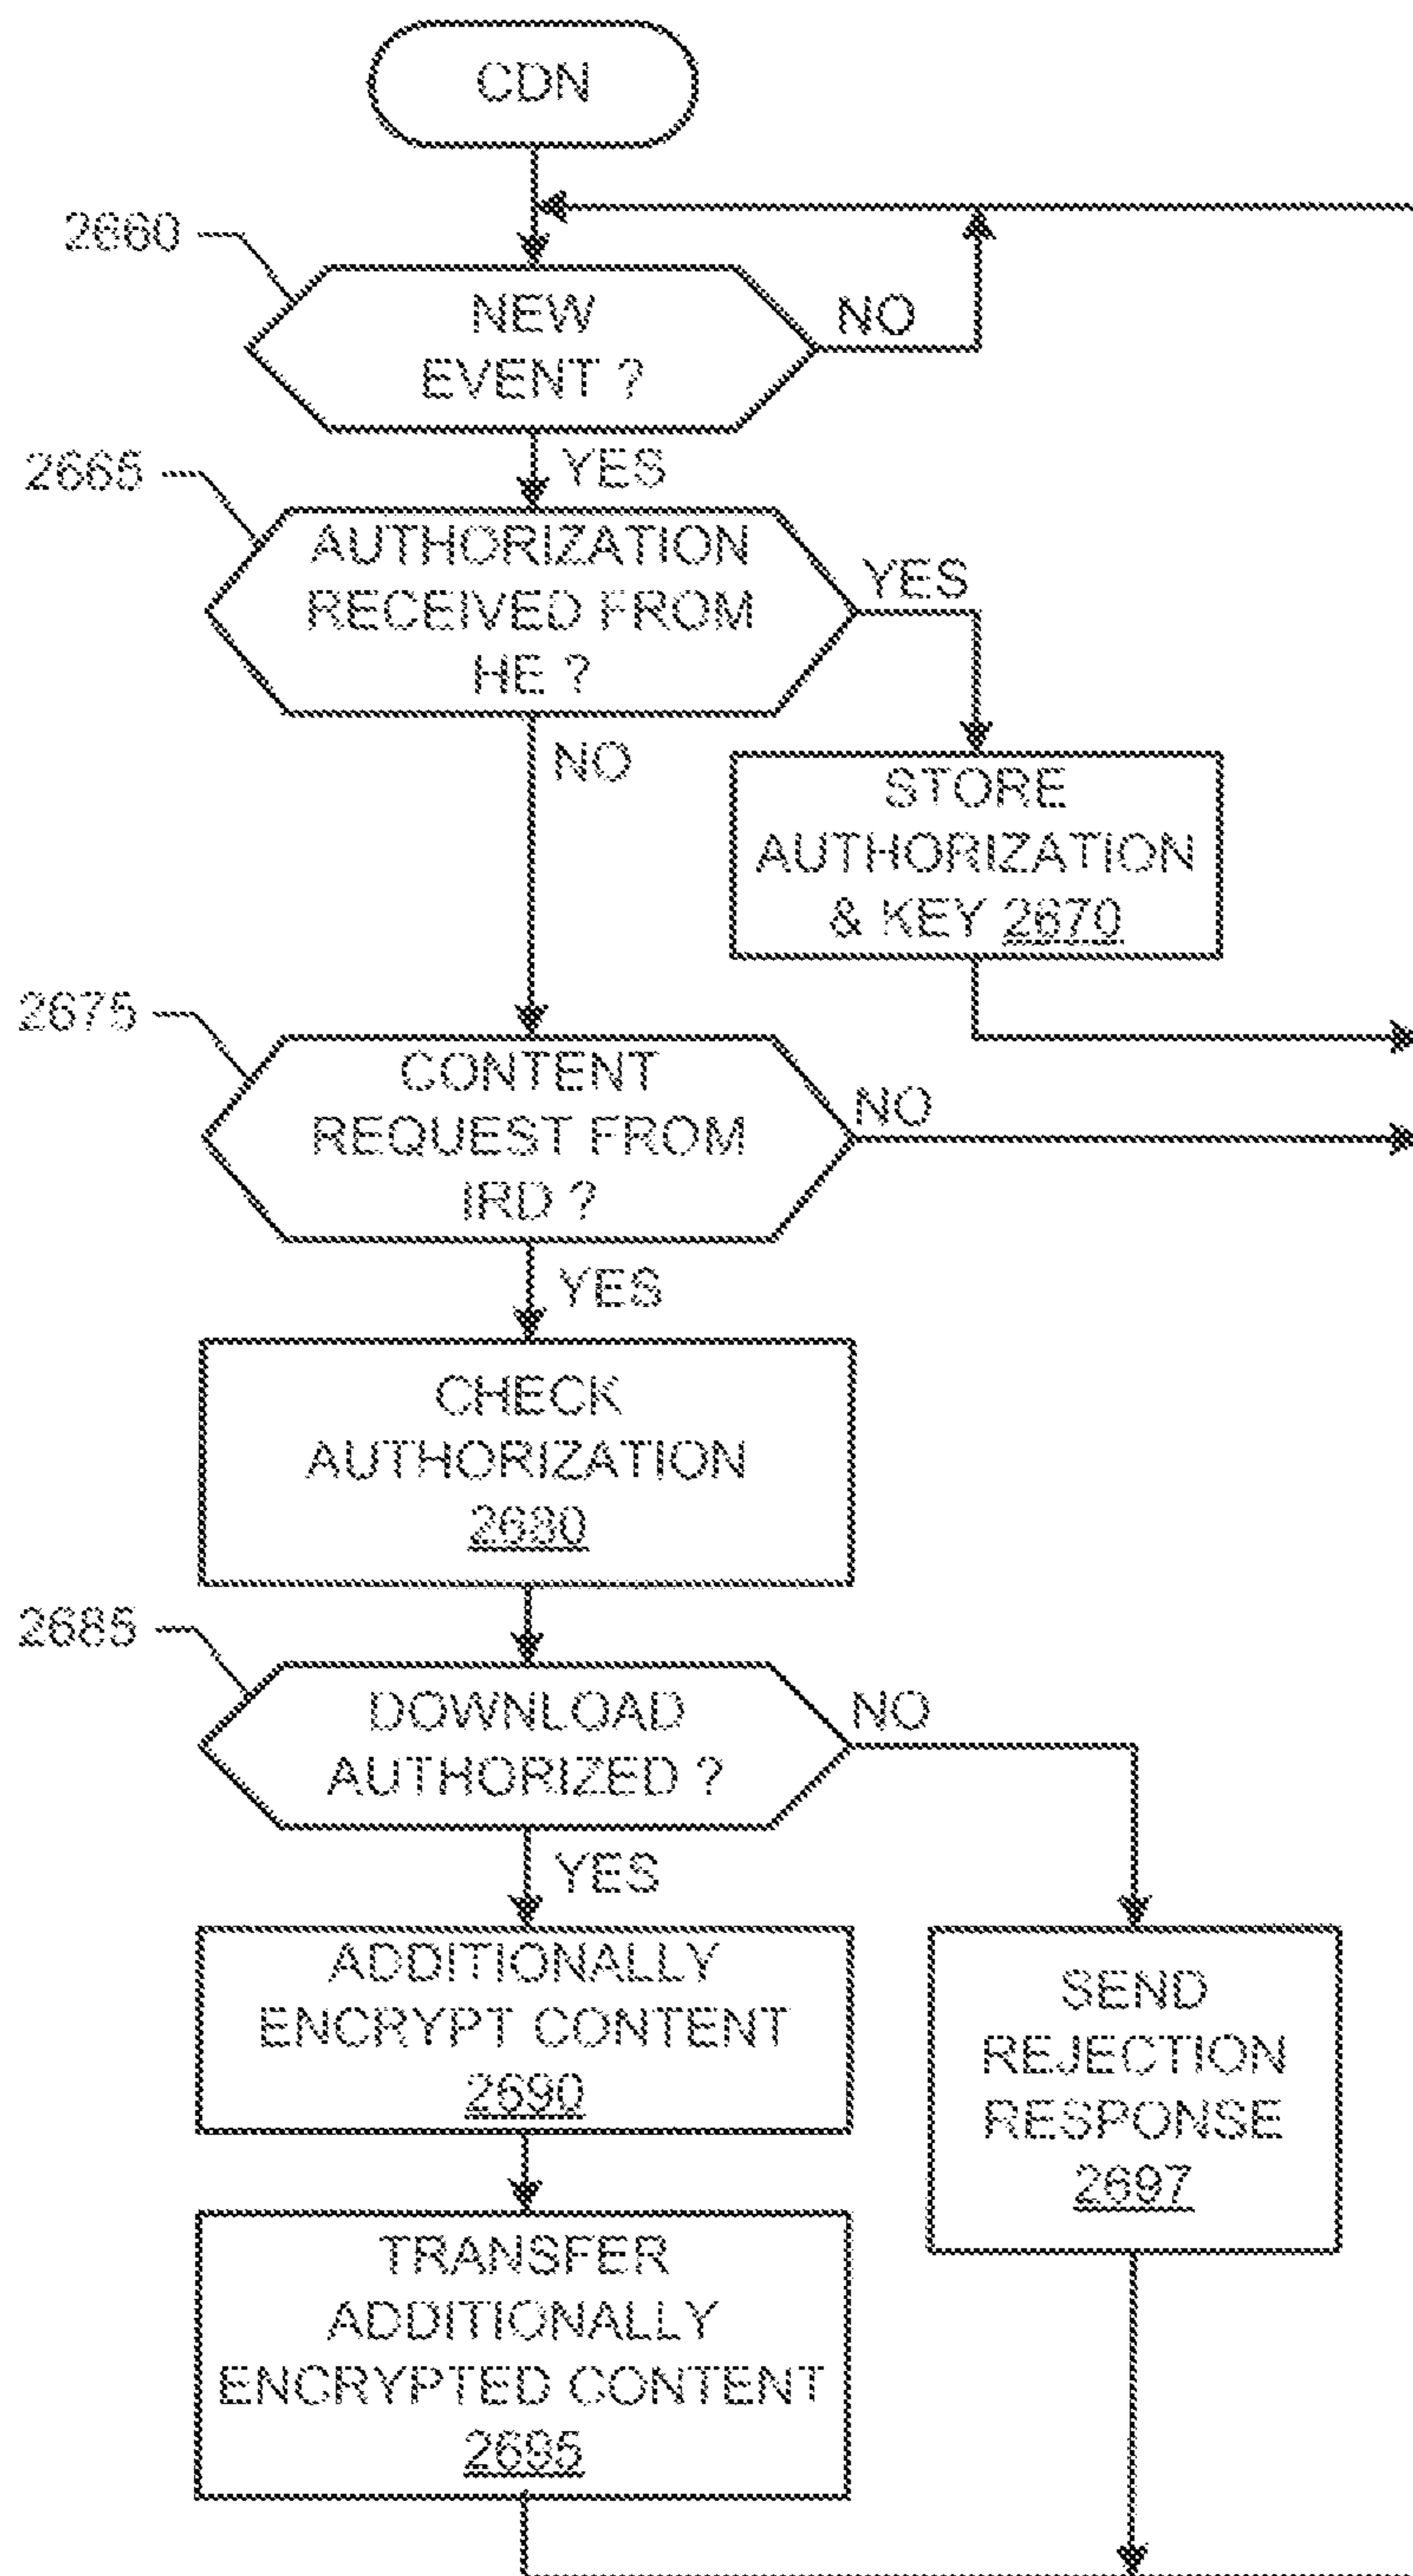 CDN
2660
NEW
EVENT ?
NO
YES
2665
AUTHORIZATION
RECEIVED FROM
HE ?
YES
NO
STORE
AUTHORIZATION
& KEY 2670
2675
CONTENT
REQUEST FROM
IRD ?
NO
YES
CHECK
AUTHORIZATION
2680
2685
DOWNLOAD
AUTHORIZED ?
NO
YES
ADDITIONALLY
ENCRYPT CONTENT
2690
SEND
REJECTION
RESPONSE
2697
TRANSFER
ADDITIONALLY
ENCRYPTED CONTENT
2695